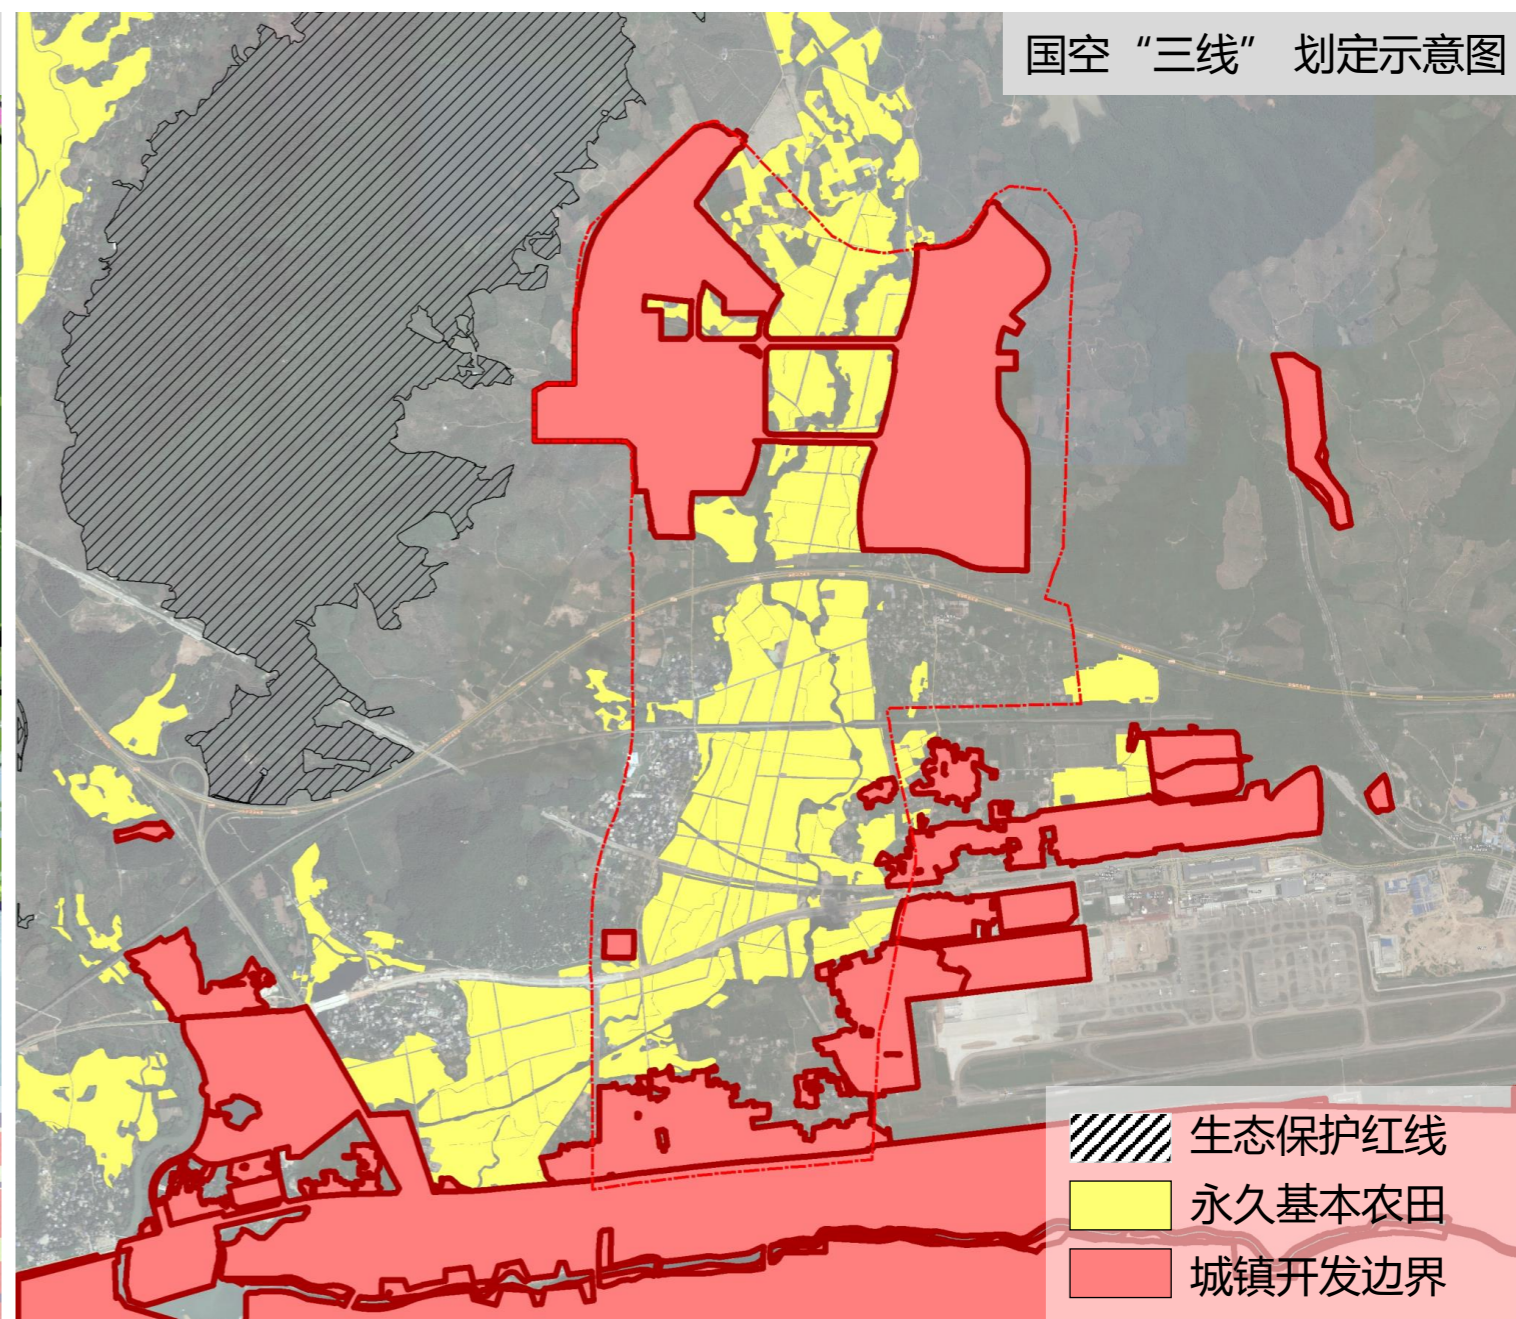 国空“三线” 划定示意图
生态保护红线
永久基本农田
城镇开发边界